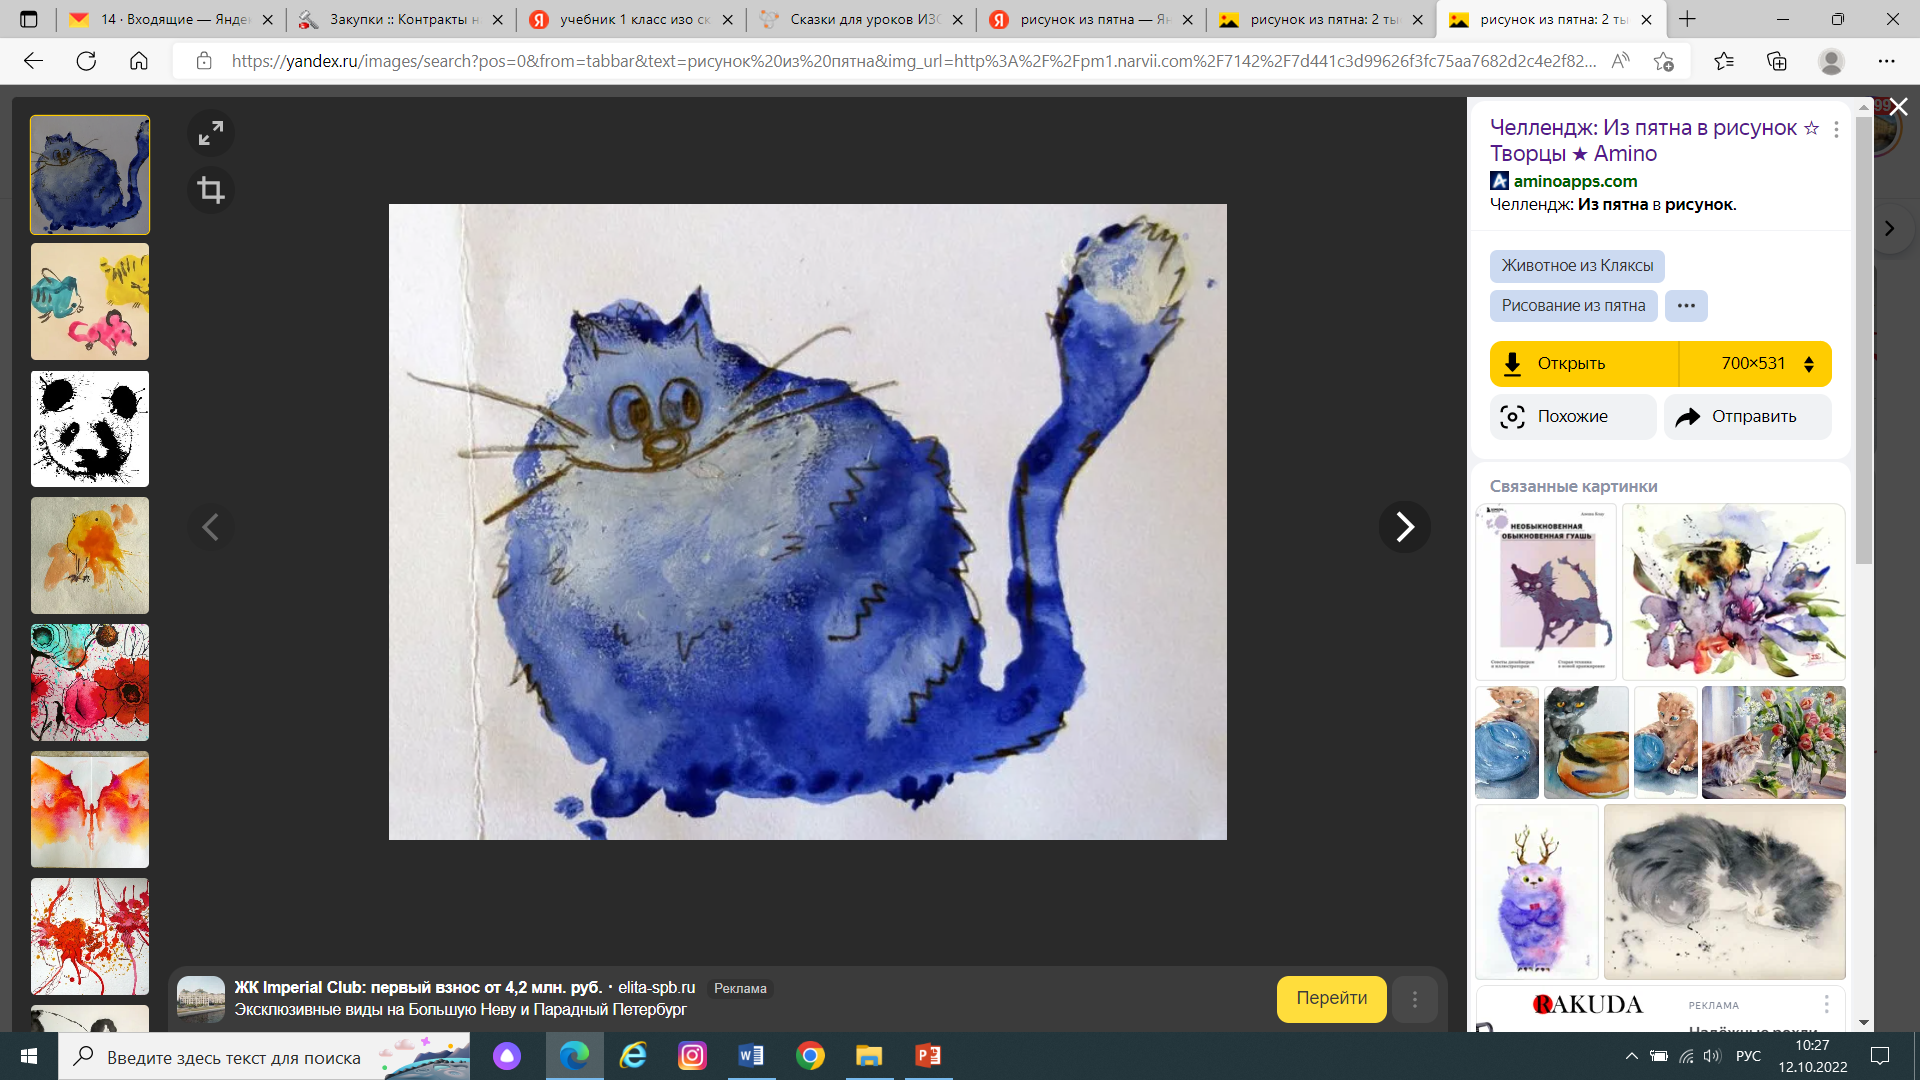 14 · Входящие — Яндек
Закупки :: Контракты н
учебник 1 класс изо ск
Сказки для уроков ИЗО
рисунок из пятна — Ян
рисунок из пятна: 2 ты
рисунок из пятна: 2 ты
https://yandex.ru/images/search?pos=0&from=tabbar&text=рисунок%20из%20пятна&img_url=http%3A%2F%2Fpm1.narvii.com%2F7142%2F7d441c3d99626f3fc75aa7682d2c4e2f82...
Челлендж: Из пятна в рисунок ☆
Творцы ★ Amino
aminoapps.com
Челлендж: Из пятна в рисунок.
Животное из Кляксы
Рисование из пятна
Открыть 700×531
Похожие Отправить
Связанные картинки
НЕОБЫКНОВЕННАЯ
ОБЫКНОВЕННАЯ ГУАШЬ
ЖК Imperial Club: первый взнос от 4,2 млн. руб. · elita-spb.ru Реклама
Эксклюзивные виды на Большую Неву и Парадный Петербург
Перейти
RAKUDA РЕКЛАМА
Введите здесь текст для поиска
РУС
10:27
12.10.2022